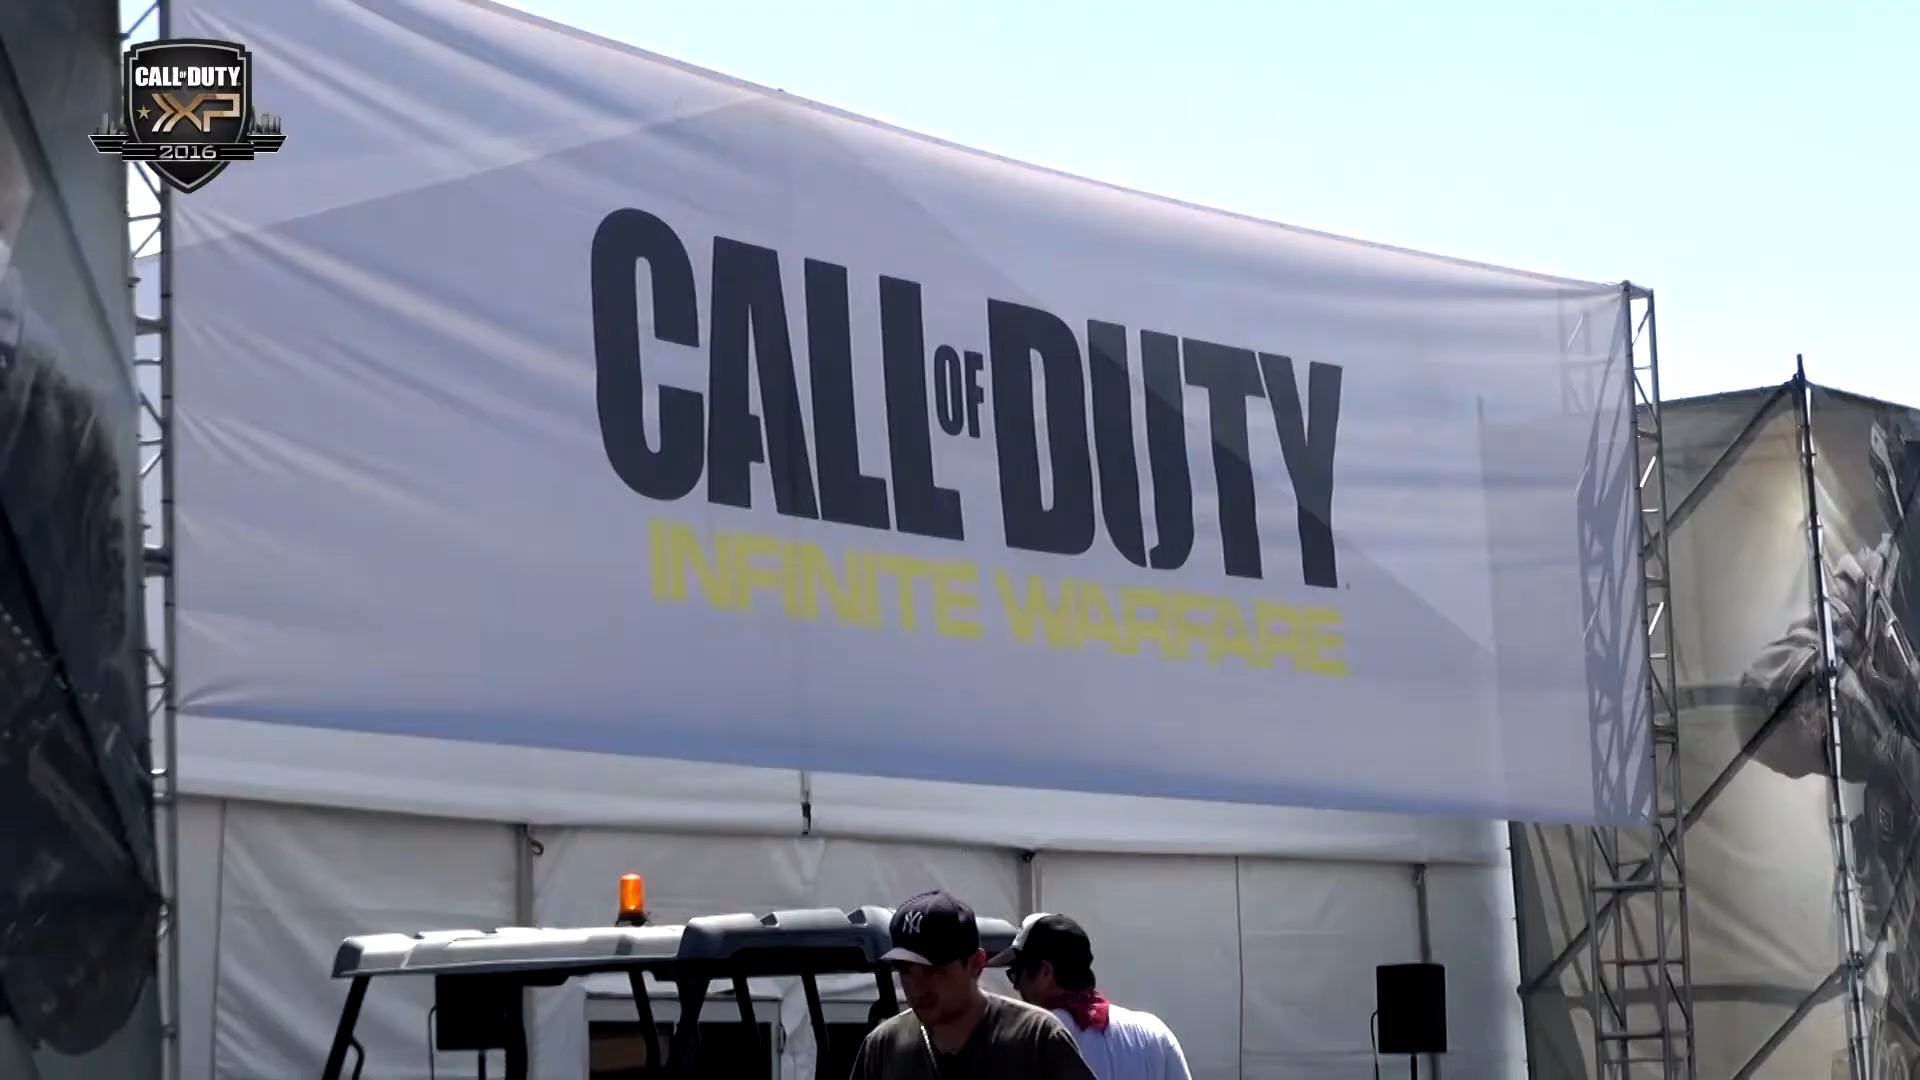 CALL OF DUTY
XP
2016
CALL OF DUTY
INFINITE WARFARE
NY